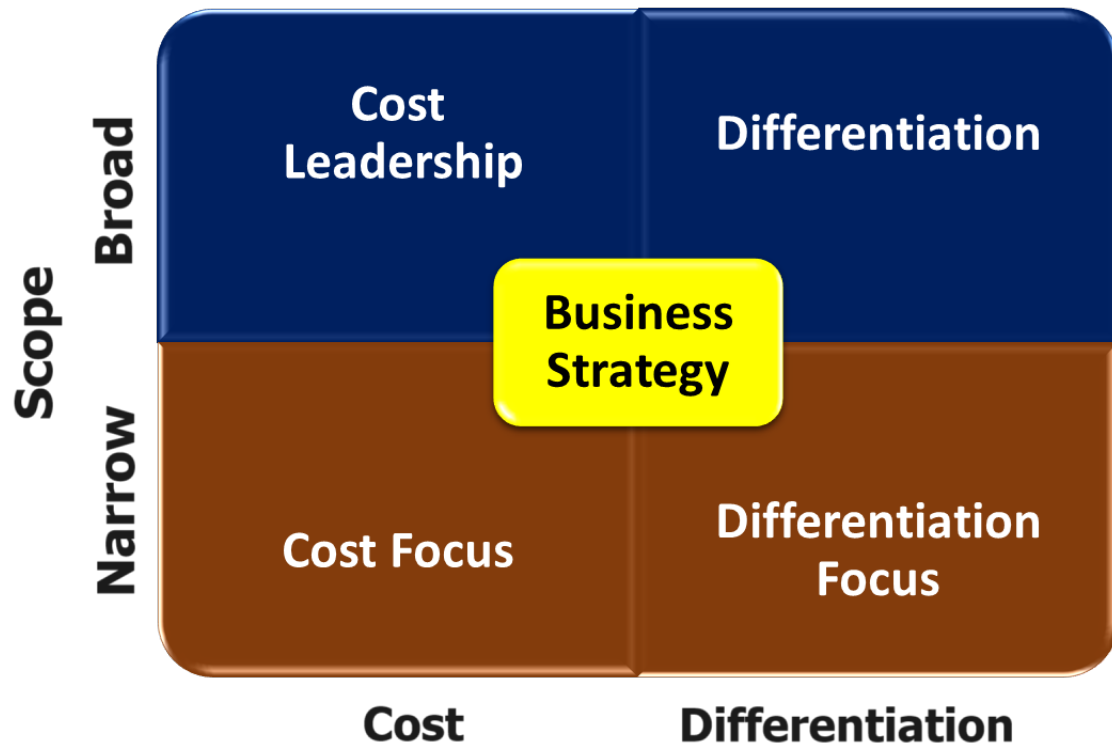 Scope
Broad
Narrow
Cost
Leadership
Differentiation
Business
Strategy
Cost Focus
Differentiation
Focus
Cost
Differentiation